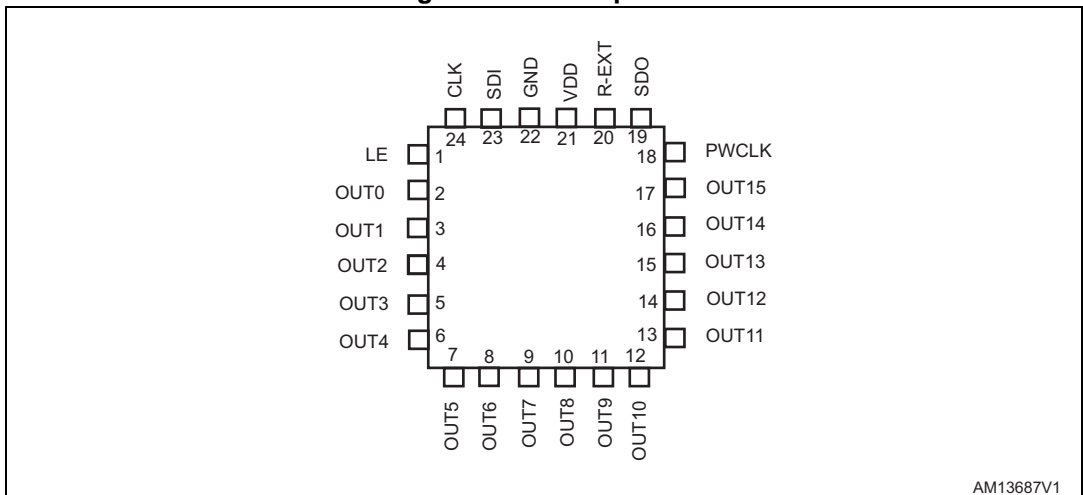 CLK SDI GND VDD R-EXT SDO
24 23 22 21 20 19
LE 1 18 PWCLK
OUT0 2 17 OUT15
OUT1 3 16 OUT14
OUT2 4 15 OUT13
OUT3 5 14 OUT12
OUT4 6 13 OUT11
7 8 9 10 11 12
OUT5 OUT6 OUT7 OUT8 OUT9 OUT10
AM13687V1